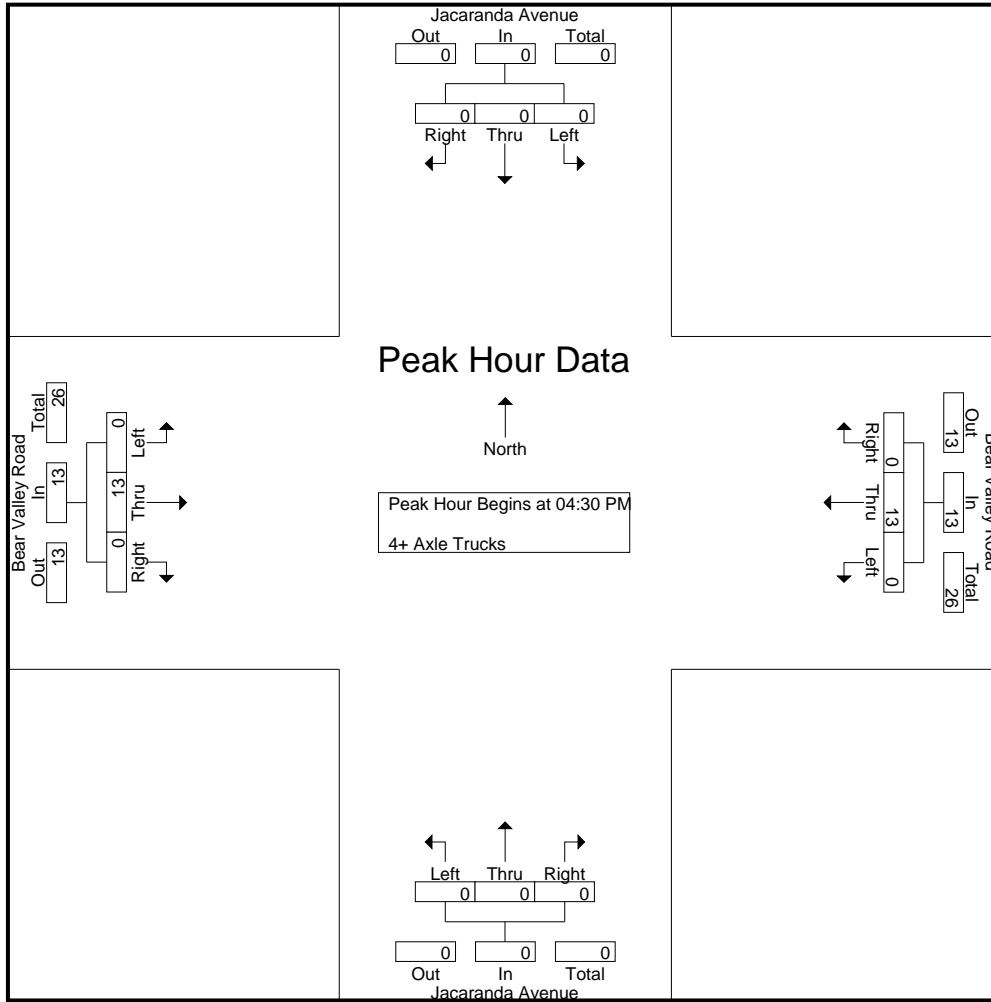 Jacaranda Avenue
Out In Total
0 0 0
0 0 0
Right Thru Left
Peak Hour Data
North
Peak Hour Begins at 04:30 PM
4+ Axle Trucks
Bear Valley Road
Out In Total
13 13 26
0 13 0
Left Thru Right
Bear Valley Road
Out In Total
13 13 26
0 13 0
Right Thru Left
Left Thru Right
0 0 0
0 0 0
Out In Total
Jacaranda Avenue